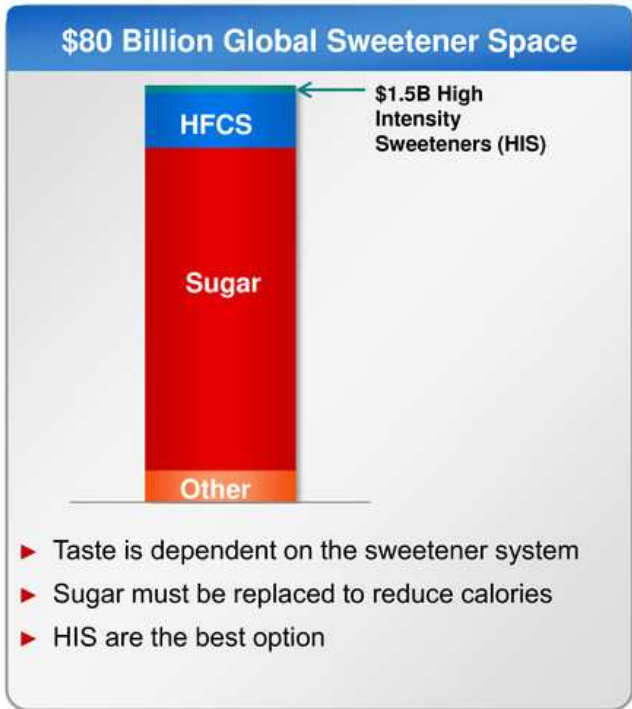 $80 Billion Global Sweetener Space
$1.5B High
Intensity
Sweeteners (HIS)
HFCS
Sugar
Other
► Taste is dependent on the sweetener system
► Sugar must be replaced to reduce calories
► HIS are the best option